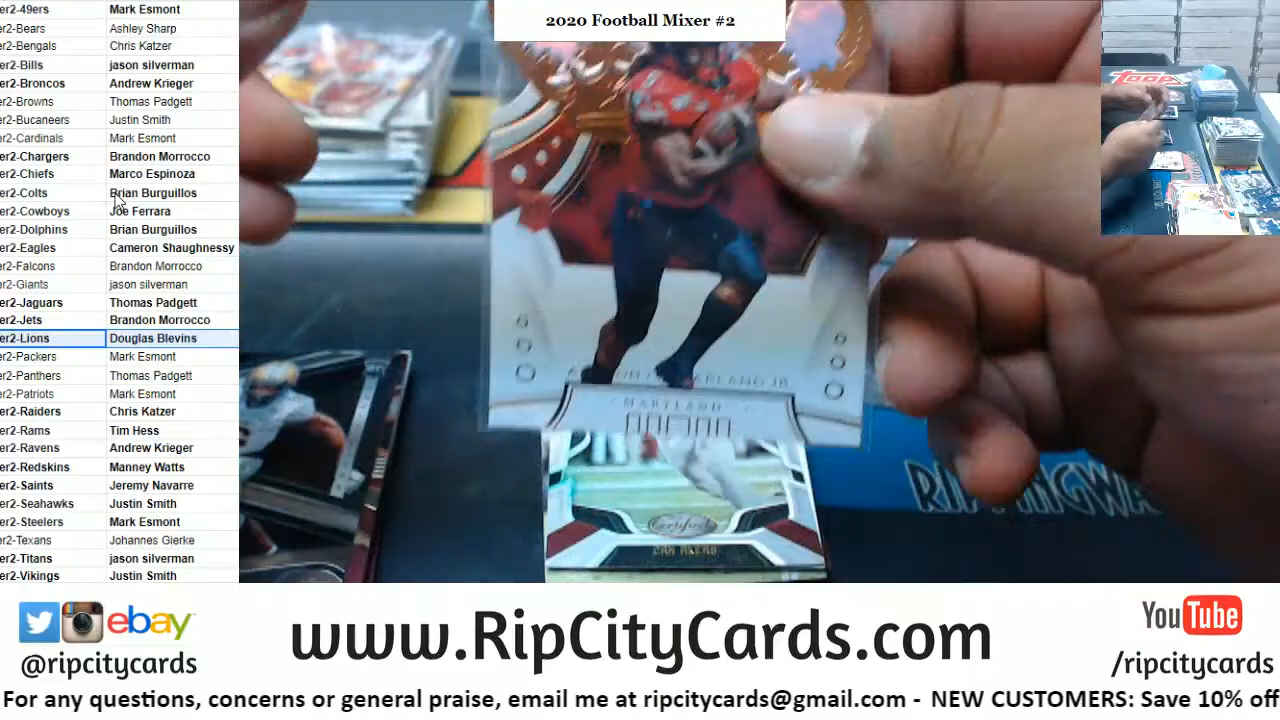 2020 Football Mixer #2
er2-49ers Mark Esmont
er2-Bears Ashley Sharp
er2-Bengals Chris Katzer
er2-Bills jason silverman
er2-Broncos Andrew Krieger
er2-Browns Thomas Padgett
er2-Bucaneers Justin Smith
er2-Cardinals Mark Esmont
er2-Chargers Brandon Morrocco
er2-Chiefs Marco Espinoza
er2-Colts Brian Burguillos
er2-Cowboys Joe Ferrara
er2-Dolphins Brian Burguillos
er2-Eagles Cameron Shaughnessy
er2-Falcons Brandon Morrocco
er2-Giants jason silverman
er2-Jaguars Thomas Padgett
er2-Jets Brandon Morrocco
er2-Lions Douglas Blevins
er2-Packers Mark Esmont
er2-Panthers Thomas Padgett
er2-Patriots Mark Esmont
er2-Raiders Chris Katzer
er2-Rams Tim Hess
er2-Ravens Andrew Krieger
er2-Redskins Manney Watts
er2-Saints Jeremy Navarre
er2-Seahawks Justin Smith
er2-Steelers Mark Esmont
er2-Texans Johannes Gierke
er2-Titans jason silverman
er2-Vikings Justin Smith
topps
MARYLAND
Certified
CAM AKERS
ebay
@ripcitycards
www.RipCityCards.com
YouTube
/ripcitycards
For any questions, concerns or general praise, email me at ripcitycards@gmail.com - NEW CUSTOMERS: Save 10% off